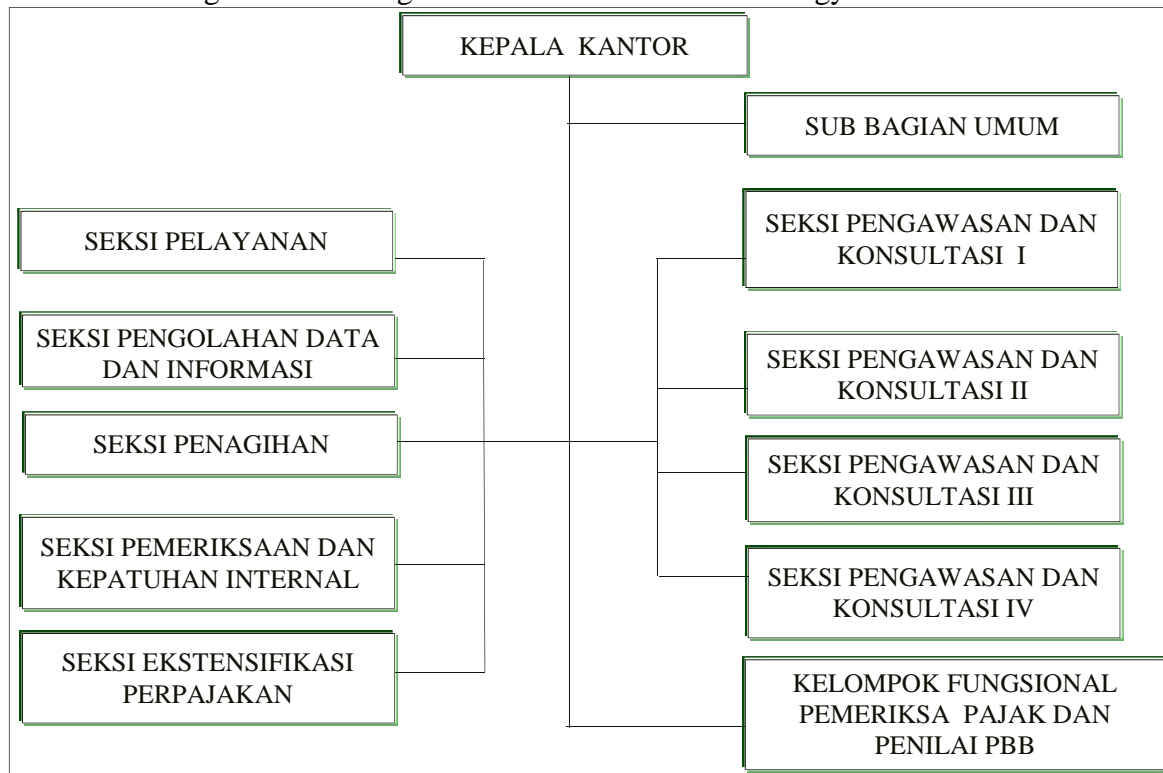 KEPALA KANTOR
SUB BAGIAN UMUM
SEKSI PELAYANAN
SEKSI PENGOLAHAN DATA
DAN INFORMASI
SEKSI PENAGIHAN
SEKSI PEMERIKSAAN DAN
KEPATUHAN INTERNAL
SEKSI EKSTENSIFIKASI
PERPAJAKAN
SEKSI PENGAWASAN DAN
KONSULTASI I
SEKSI PENGAWASAN DAN
KONSULTASI II
SEKSI PENGAWASAN DAN
KONSULTASI III
SEKSI PENGAWASAN DAN
KONSULTASI IV
KELOMPOK FUNGSIONAL
PEMERIKSA PAJAK DAN
PENILAI PBB